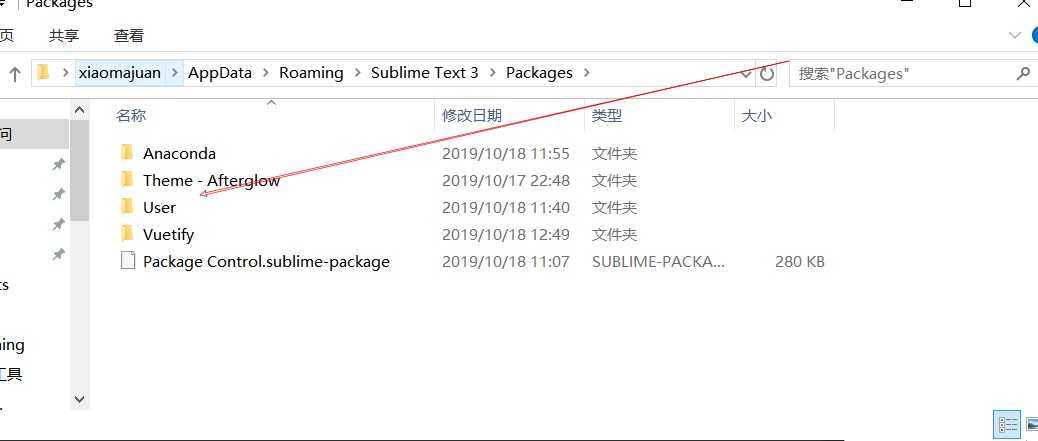 Packages
页 共享 查看
xiaomajuan AppData Roaming Sublime Text 3 Packages 搜索"Packages"
名称 修改日期 类型 大小
问
Anaconda 2019/10/18 11:55 文件夹
Theme - Afterglow 2019/10/17 22:48 文件夹
User 2019/10/18 11:40 文件夹
Vuetify 2019/10/18 12:49 文件夹
Package Control.sublime-package 2019/10/18 11:07 SUBLIME-PACKA... 280 KB
ts
ning
工具